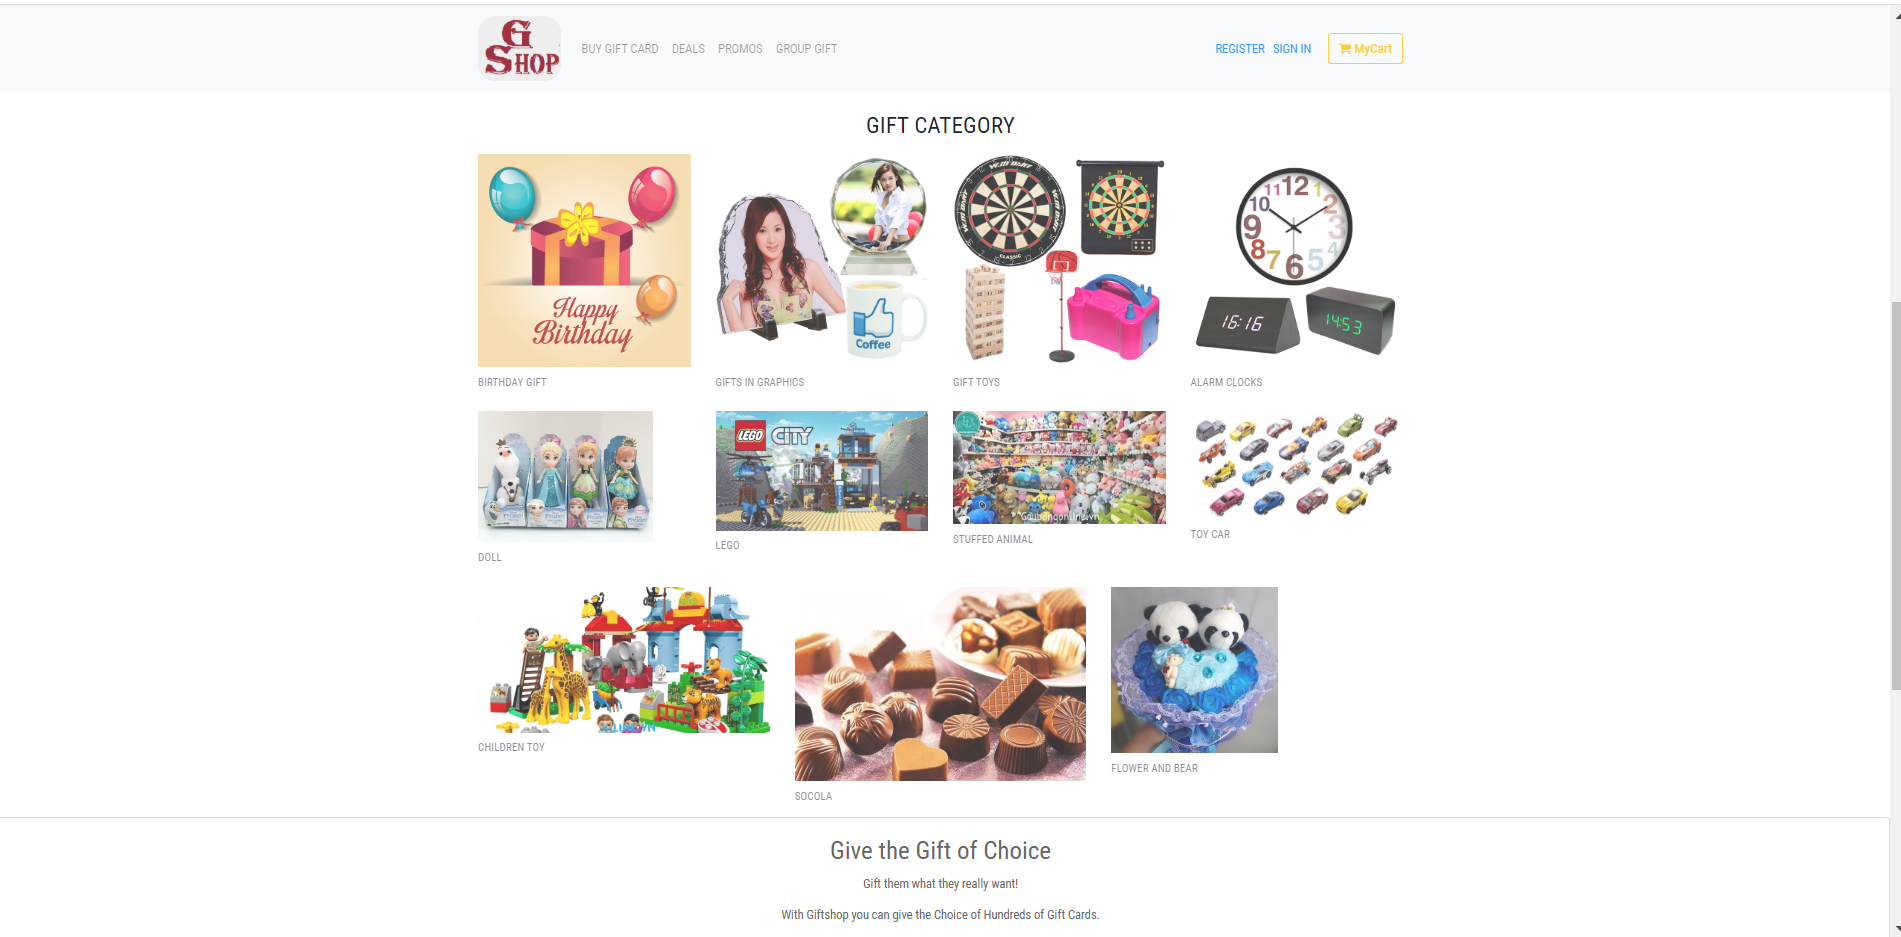 G
SHOP
BUY GIFT CARD DEALS PROMOS GROUP GIFT
REGISTER SIGN IN MyCart
GIFT CATEGORY
Happy
Birthday
Coffee
CLASSIC
12
1
2
3
4
5
6
7
8
9
10
11
16:16
14:53
BIRTHDAY GIFT
GIFTS IN GRAPHICS
GIFT TOYS
ALARM CLOCKS
LEGO CITY
Gaubongonline.vn
DOLL
LEGO
STUFFED ANIMAL
TOY CAR
CHILDREN TOY
SOCOLA
FLOWER AND BEAR
Give the Gift of Choice
Gift them what they really want!
With Giftshop you can give the Choice of Hundreds of Gift Cards.